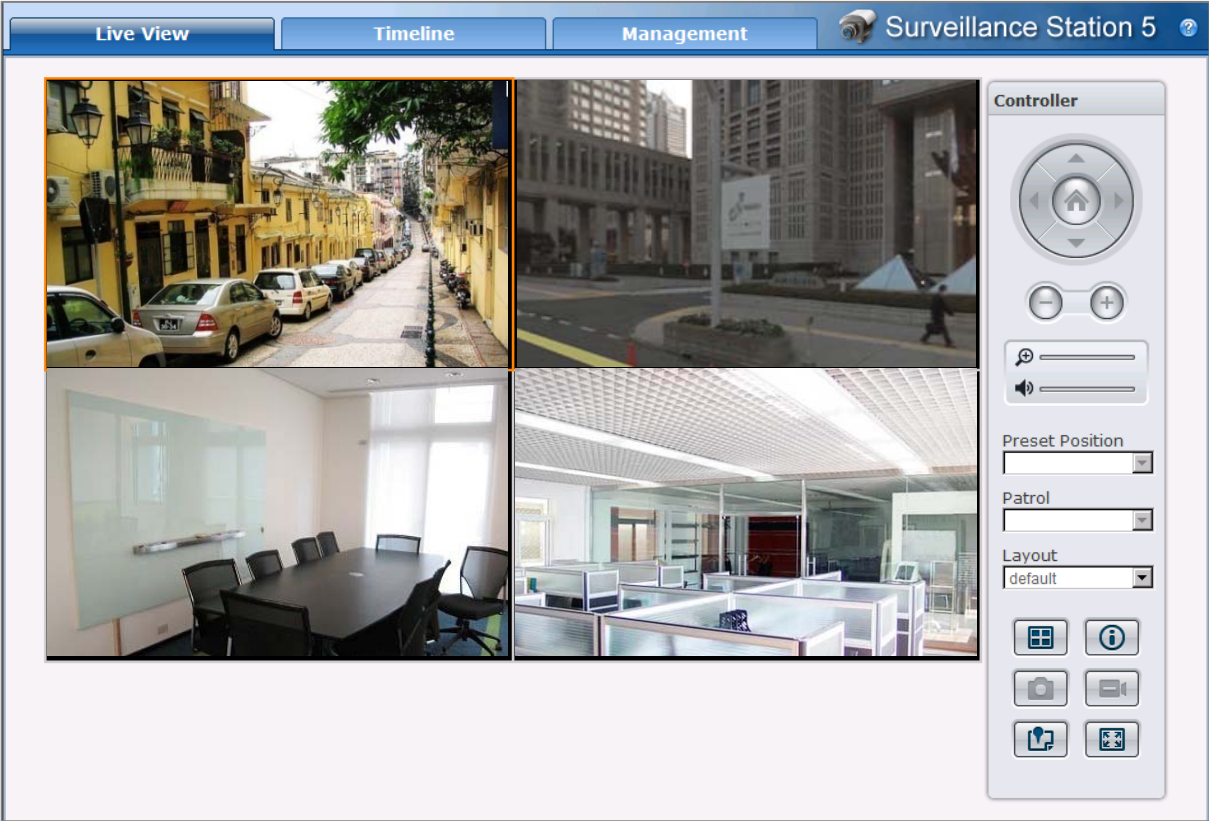 Live View
Timeline
Management
Surveillance Station 5
?
Controller
Preset Position
Patrol
Layout
default